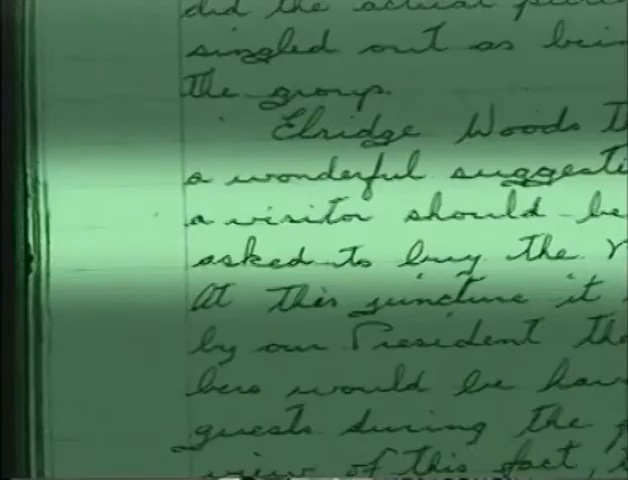 did the actual
singled out as bein
the group.
Elridge Woods T
a wonderful suggesti
a visitor should be
asked to buy the
At this juncture it
by our President tha
bers would be hav
guests during the
view of this fact, t